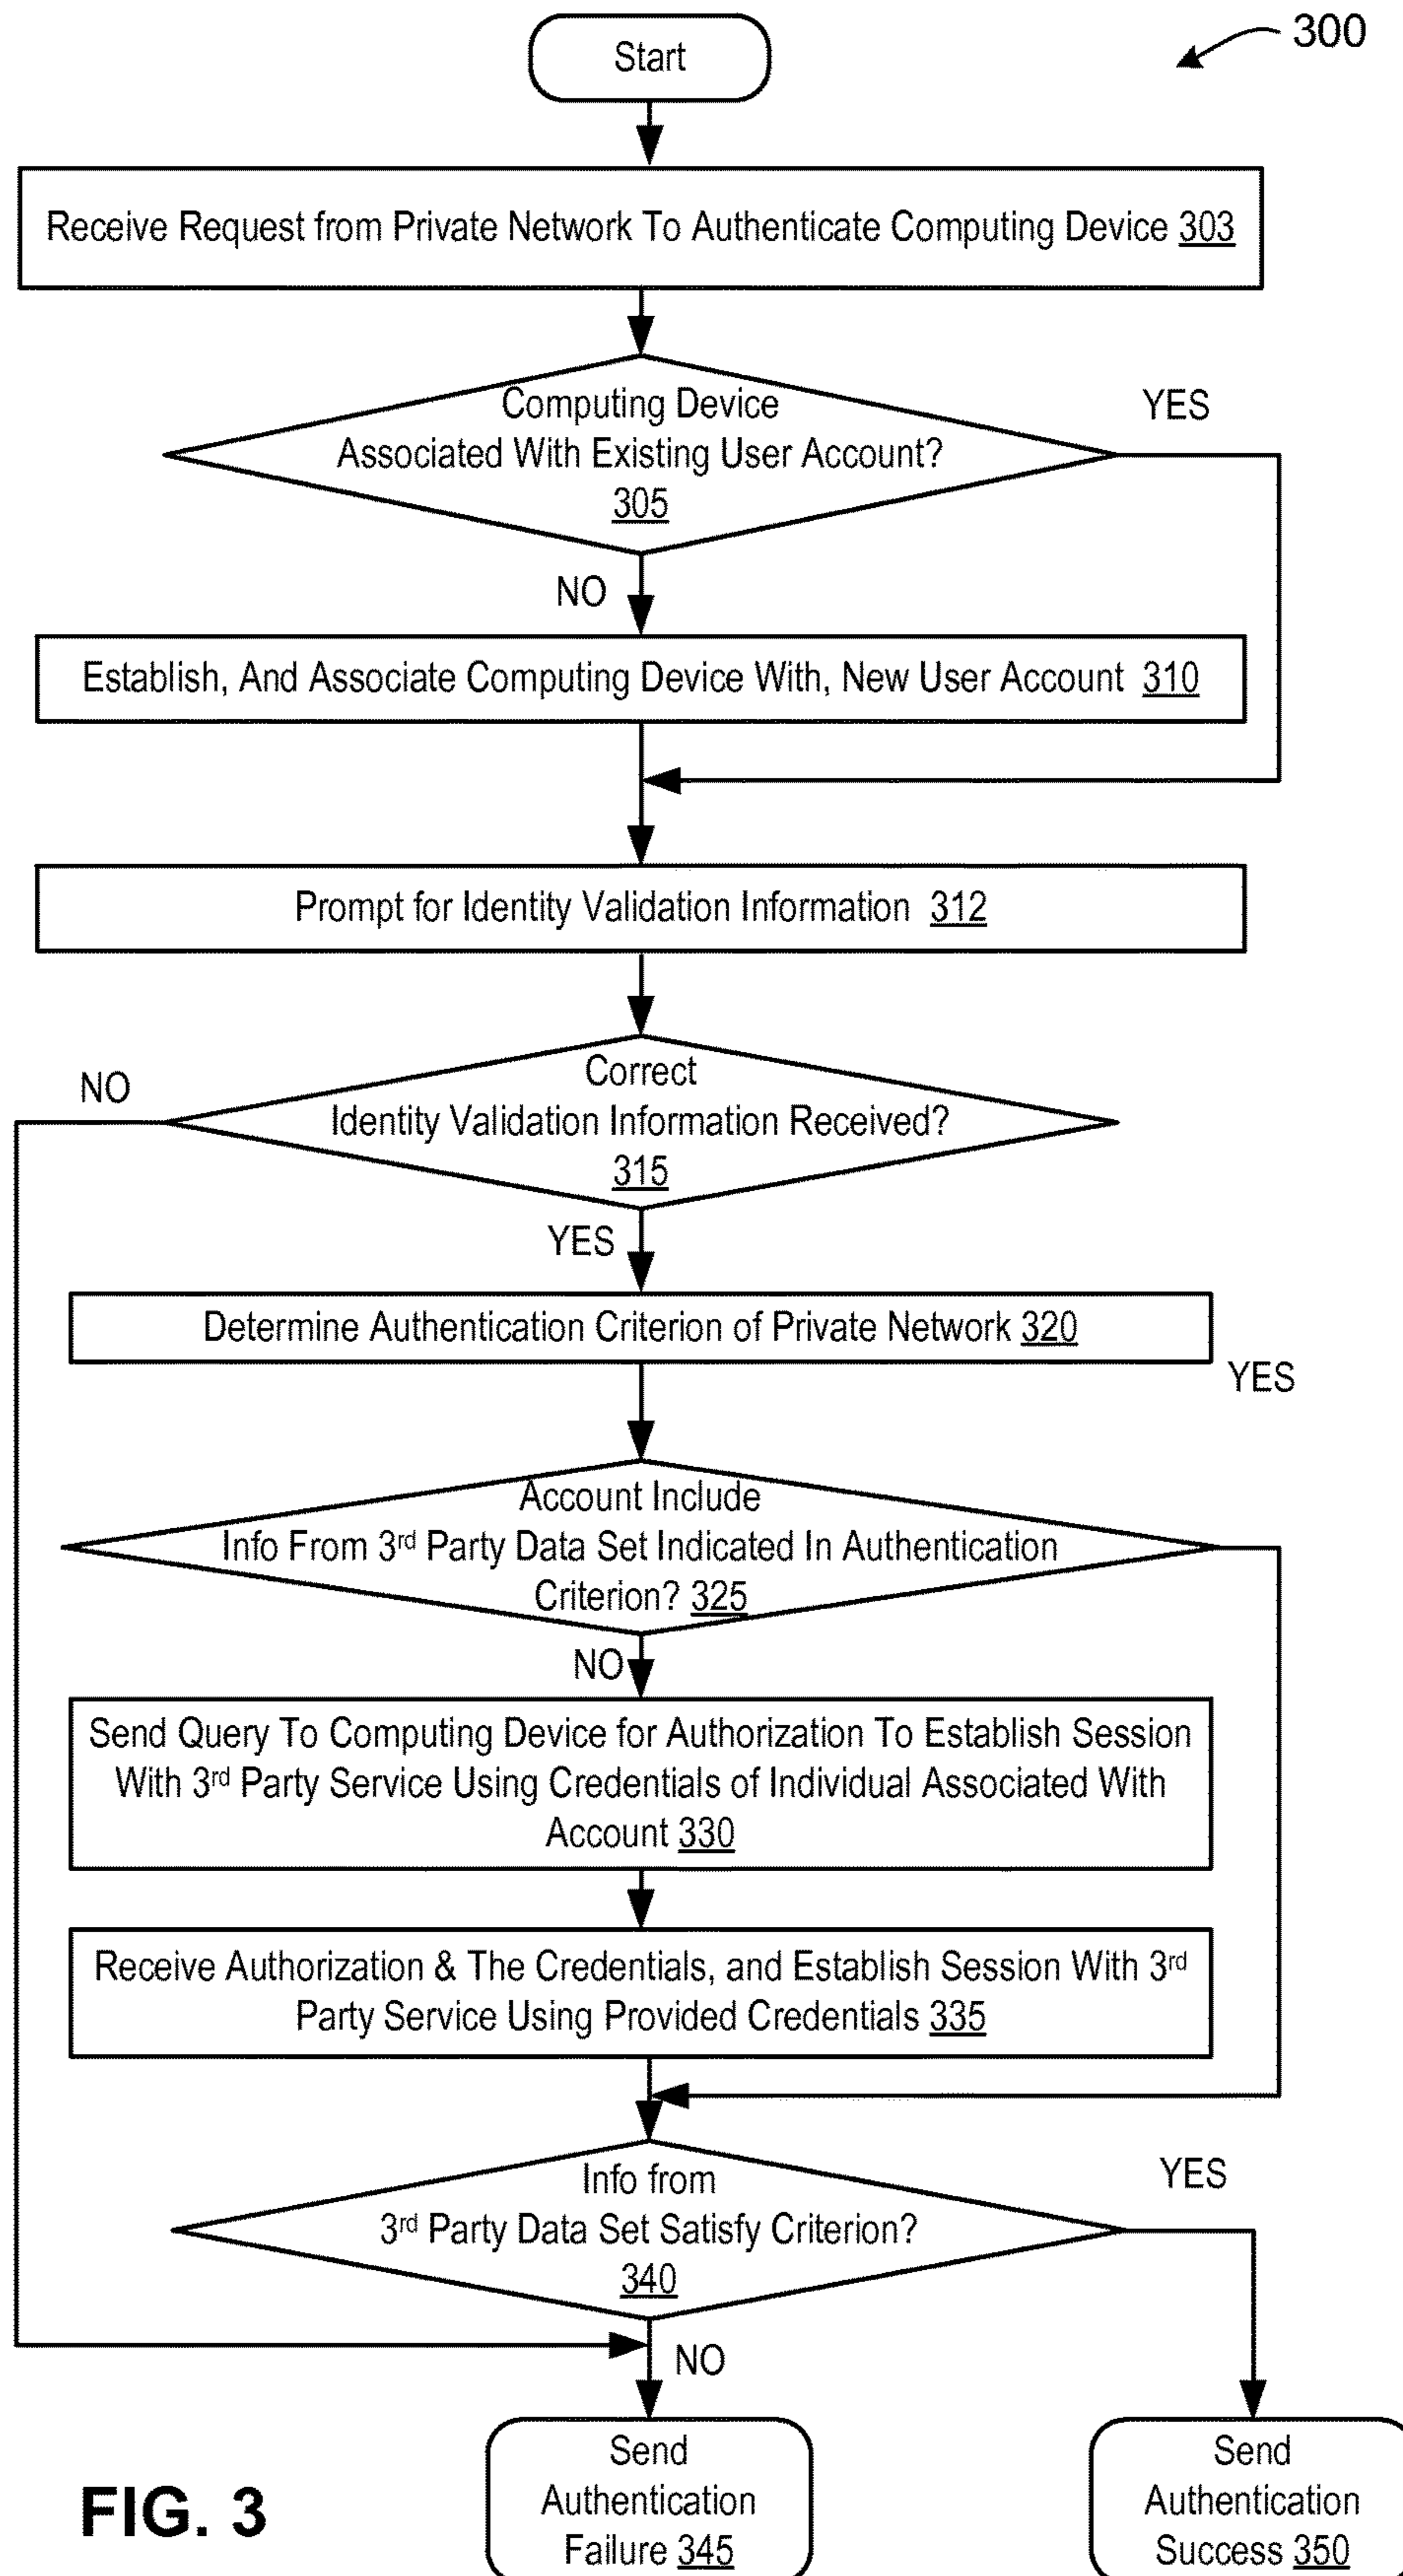 300
Start
Receive Request from Private Network To Authenticate Computing Device 303
Computing Device
Associated With Existing User Account?
305
YES
NO
Establish, And Associate Computing Device With, New User Account 310
Prompt for Identity Validation Information 312
Correct
Identity Validation Information Received?
315
NO
YES
Determine Authentication Criterion of Private Network 320
YES
Account Include
Info From 3rd Party Data Set Indicated In Authentication
Criterion? 325
NO
Send Query To Computing Device for Authorization To Establish Session
With 3rd Party Service Using Credentials of Individual Associated With
Account 330
Receive Authorization & The Credentials, and Establish Session With 3rd
Party Service Using Provided Credentials 335
Info from
3rd Party Data Set Satisfy Criterion?
340
YES
NO
Send
Authentication
Failure 345
Send
Authentication
Success 350
FIG. 3